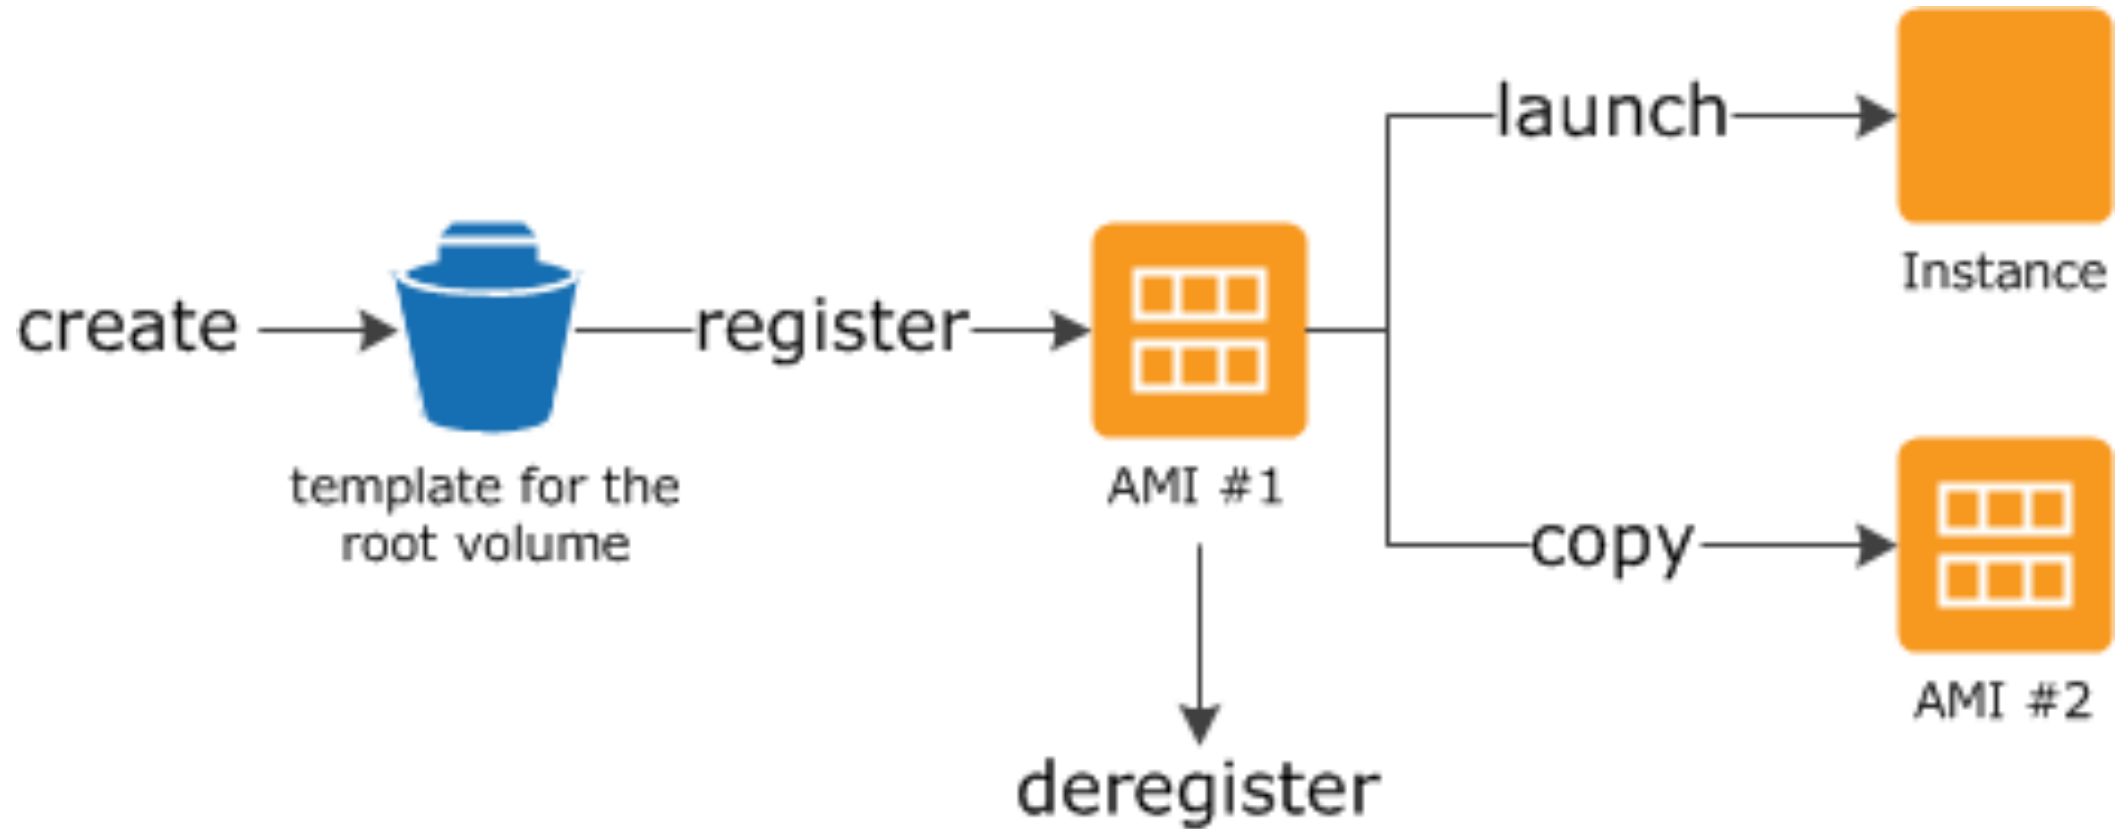 launch
Instance
create
register
template for the
root volume
AMI #1
copy
AMI #2
deregister